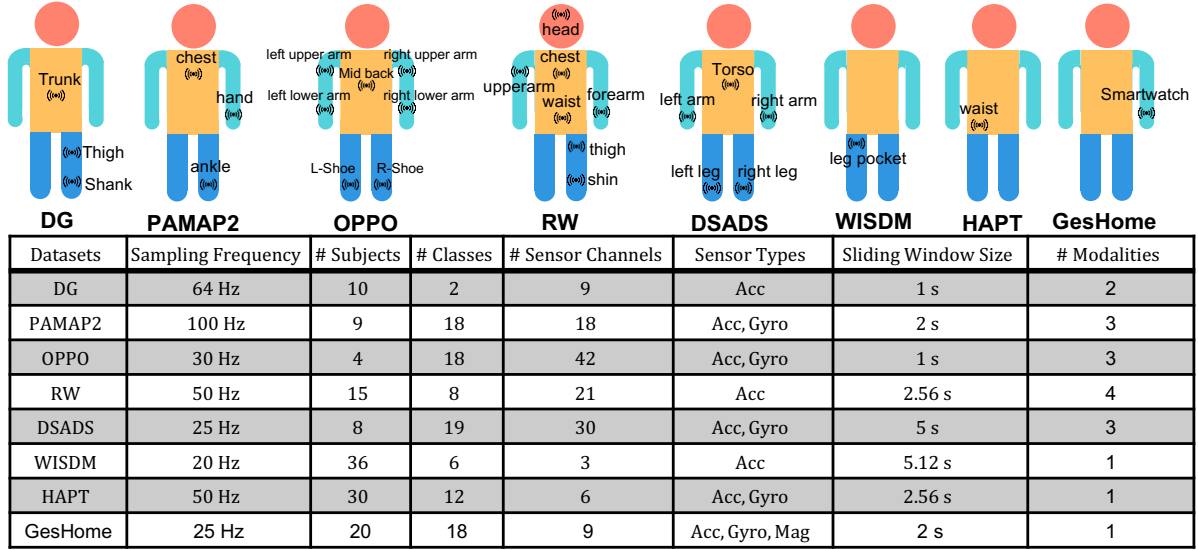 head
chest
left upper arm
right upper arm
chest
Trunk
Mid back
Torso
hand
left lower arm
right lower arm
upperarm
waist
forearm
left arm
right arm
waist
Smartwatch
Thigh
ankle
L-Shoe
R-Shoe
thigh
leg pocket
Shank
shin
left leg
right leg
DG PAMAP2 OPPO RW DSADS WISDM HAPT GesHome
Datasets Sampling Frequency # Subjects # Classes # Sensor Channels Sensor Types Sliding Window Size # Modalities
DG 64 Hz 10 2 9 Acc 1 s 2
PAMAP2 100 Hz 9 18 18 Acc, Gyro 2 s 3
OPPO 30 Hz 4 18 42 Acc, Gyro 1 s 3
RW 50 Hz 15 8 21 Acc 2.56 s 4
DSADS 25 Hz 8 19 30 Acc, Gyro 5 s 3
WISDM 20 Hz 36 6 3 Acc 5.12 s 1
HAPT 50 Hz 30 12 6 Acc, Gyro 2.56 s 1
GesHome 25 Hz 20 18 9 Acc, Gyro, Mag 2 s 1